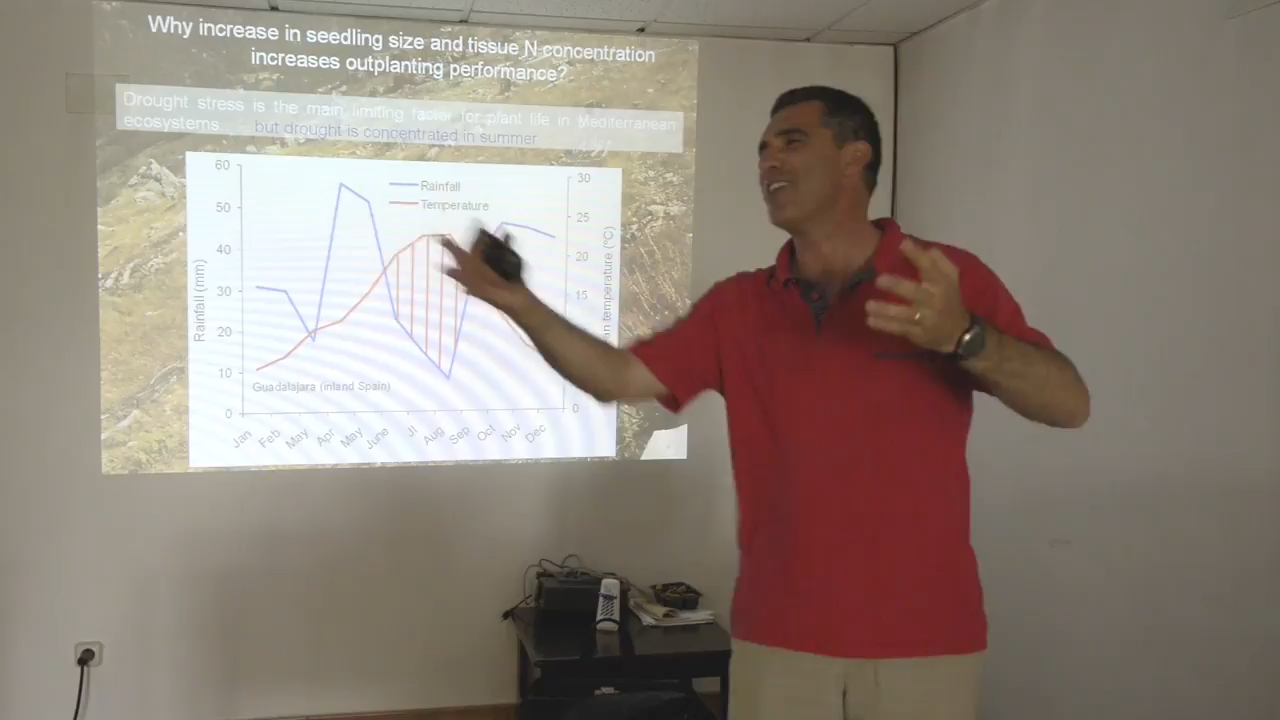 Why increase in seedling size and tissue N concentration
increases outplanting performance?
Drought stress is the main limiting factor for plant life in Mediterranean
ecosystems but drought is concentrated in summer
60
50
40
30
20
10
0
Rainfall (mm)
Rainfall
Temperature
30
25
20
15
0
temperature (°C)
Guadalajara (inland Spain)
Jan Feb May Apr May June Jl Aug Sep Oct Nov Dec